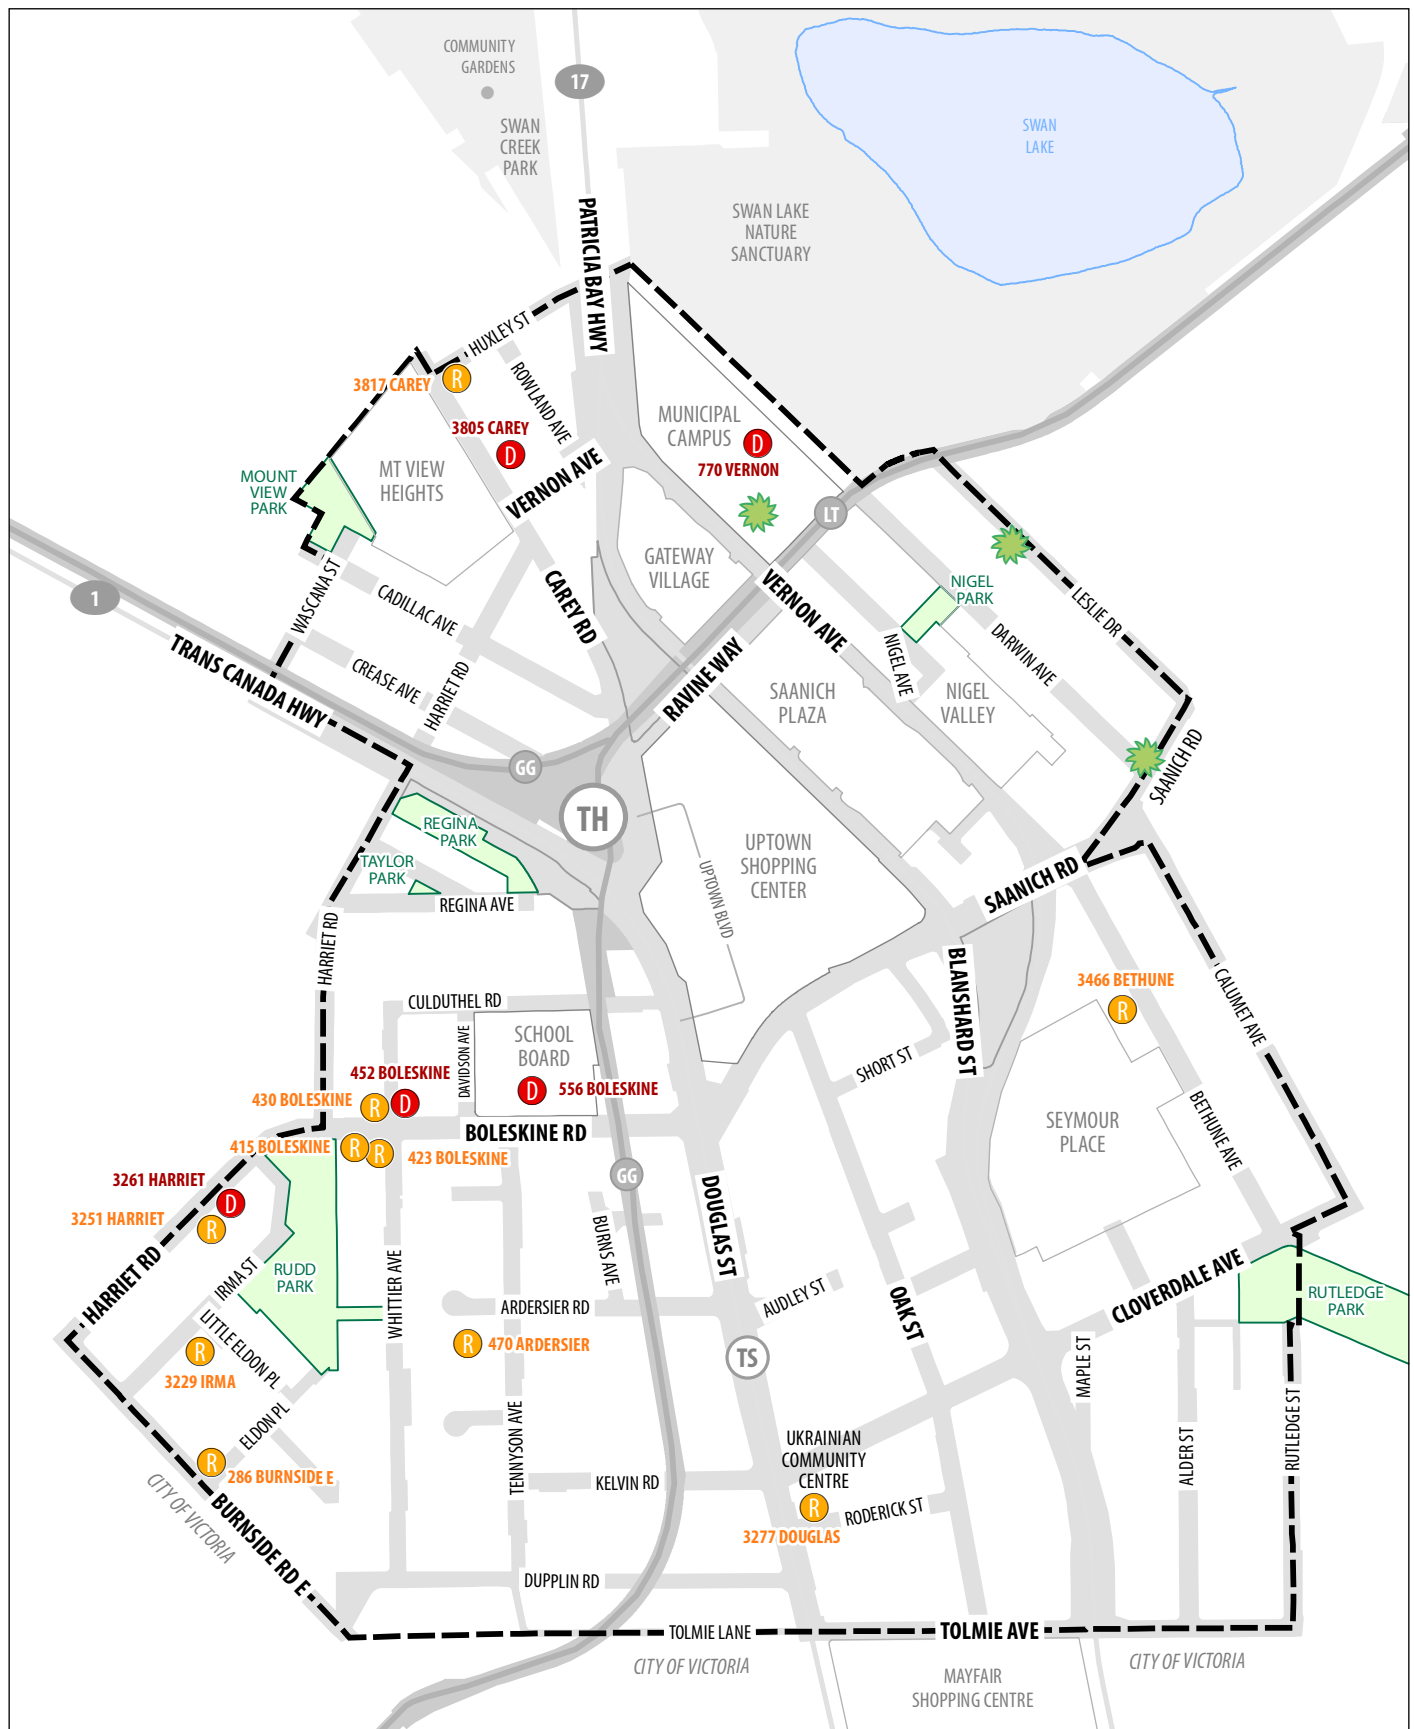 COMMUNITY
GARDENS
17
SWAN
CREEK
PARK
SWAN
LAKE
SWAN LAKE
NATURE
SANCTUARY
PATRICIA BAY HWY
HUXLEY ST
ROWLAND AVE
3817 CAREY
R
3805 CAREY
D
MUNICIPAL
CAMPUS
D
770 VERNON
MT VIEW
HEIGHTS
MOUNT
VIEW
PARK
VERNON AVE
LT
GATEWAY
VILLAGE
VERNON AVE
NIGEL
PARK
LESLIE DR
1
WASCANA ST
CADILLAC AVE
CAREY RD
TRANS CANADA HWY
CREASE AVE
HARRIET RD
RAVINE WAY
SAANICH
PLAZA
NIGEL AVE
NIGEL
VALLEY
DARWIN AVE
SAANICH RD
GG
TH
REGINA
PARK
TAYLOR
PARK
REGINA AVE
UPTOWN
SHOPPING
CENTER
UPTOWN BLVD
SAANICH RD
HARRIET RD
BLANSHARD ST
CALUMET AVE
3466 BETHUNE
R
CULDUTHEL RD
DAVIDSON AVE
SCHOOL
BOARD
D
556 BOLESKINE
452 BOLESKINE
D
430 BOLESKINE
R
SHORT ST
SEYMOUR
PLACE
BETHUNE AVE
BOLESKINE RD
415 BOLESKINE
R
R
423 BOLESKINE
GG
3261 HARRIET
D
3251 HARRIET
R
HARRIET RD
IRMA ST
RUDD
PARK
WHITTIER AVE
BURNS AVE
DOUGLAS ST
OAK ST
AUDLEY ST
CLOVERDALE AVE
RUTLEDGE
PARK
LITTLE ELDON PL
ARDERSIER RD
R
470 ARDERSIER
TS
R
3229 IRMA
ELDON PL
MAPLE ST
R
286 BURNSIDE E
CITY OF VICTORIA
BURNSIDE RD E
TENNYSON AVE
KELVIN RD
UKRAINIAN
COMMUNITY
CENTRE
R
RODERICK ST
3277 DOUGLAS
ALDER ST
RUTLEDGE ST
DUPPLIN RD
TOLMIE LANE
TOLMIE AVE
CITY OF VICTORIA
CITY OF VICTORIA
MAYFAIR
SHOPPING CENTRE